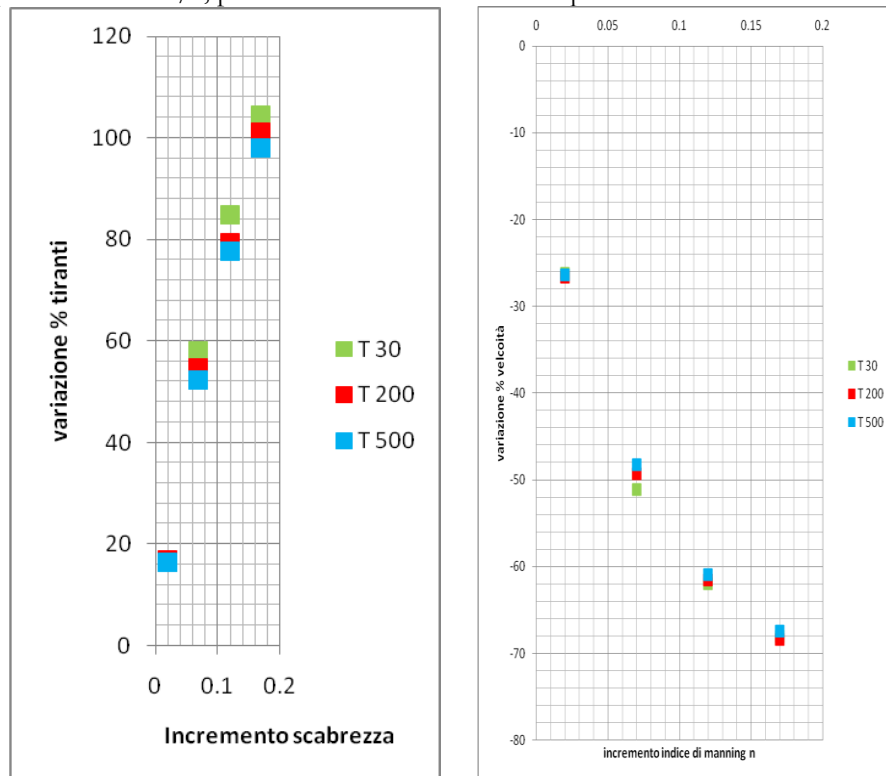 120
100
80
60
40
20
0
0 0.1 0.2
variazione % tiranti
Incremento scabrezza
T 30
T 200
T 500
0 0.05 0.1 0.15 0.2
0
-10
-20
-30
-40
-50
-60
-70
-80
variazione % velcoità
incremento indice di manning n
T 30
T 200
T 500